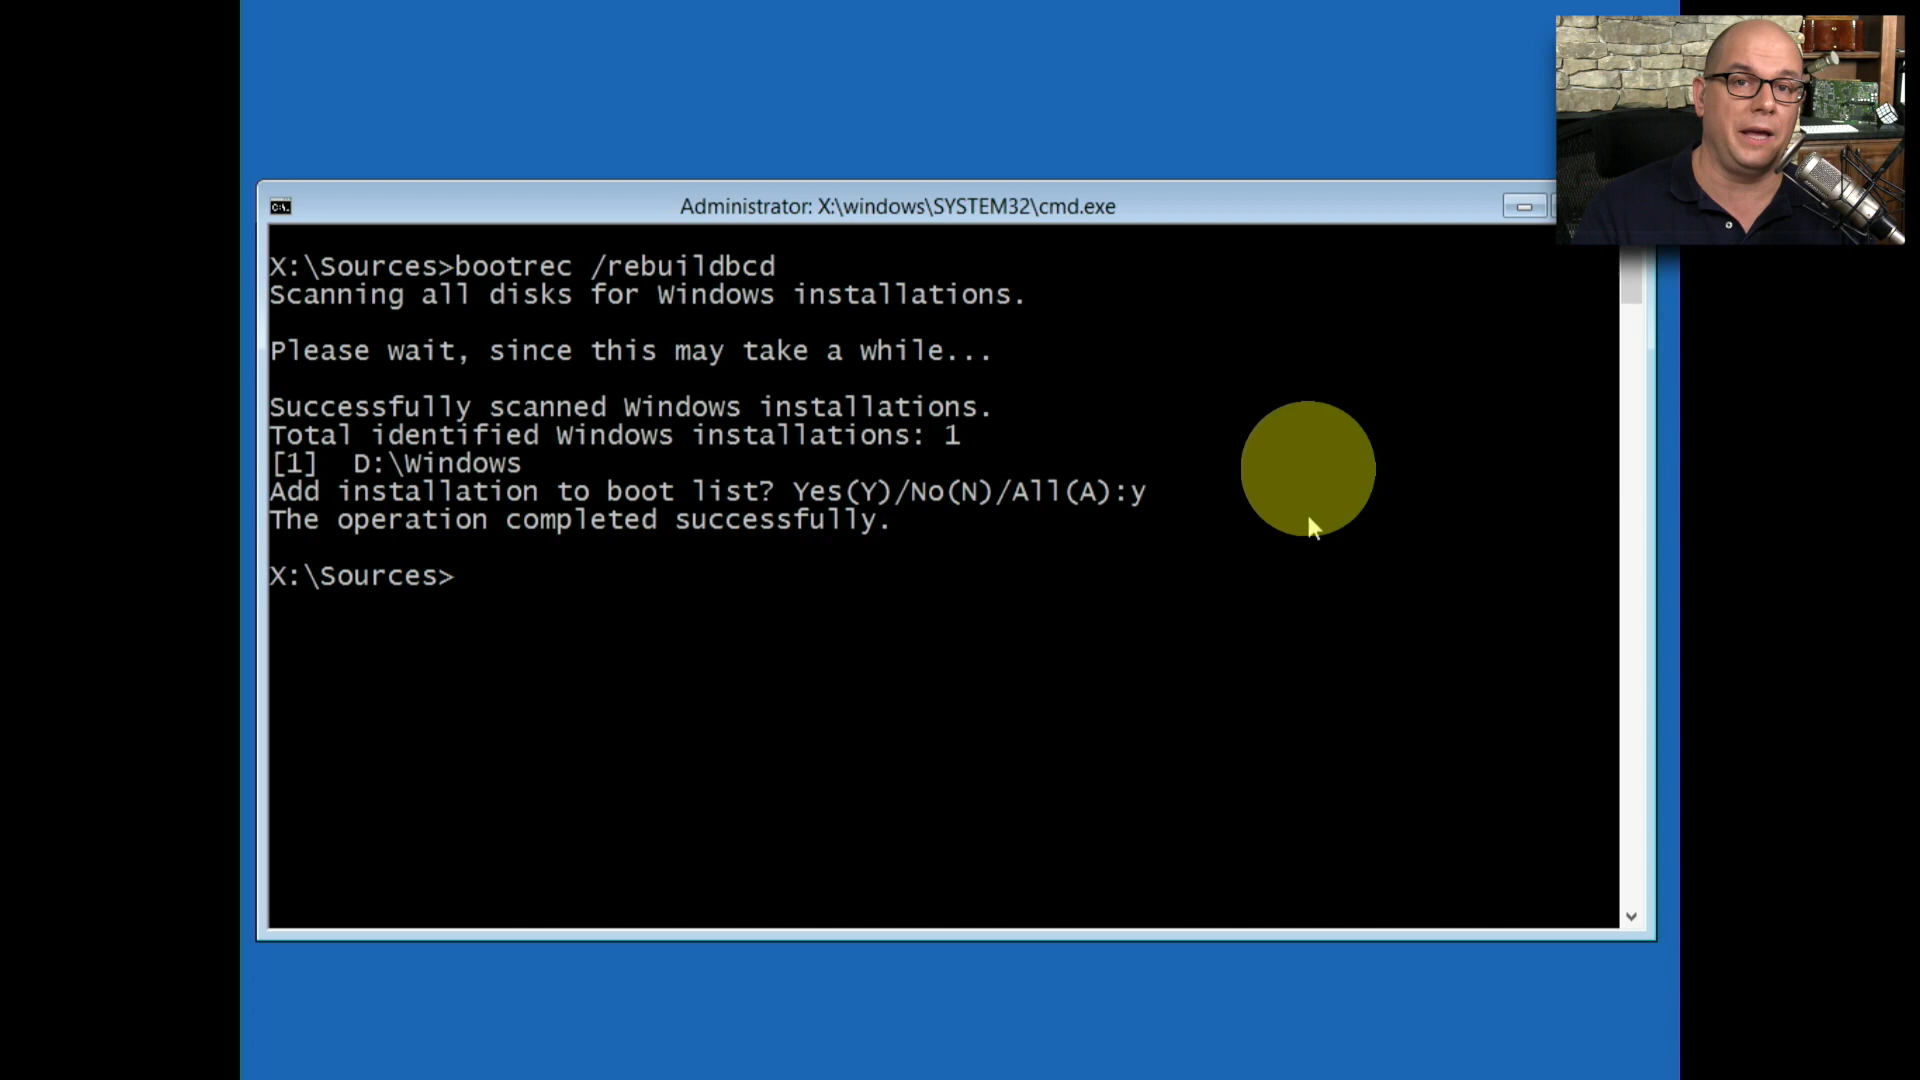 Administrator: X:\windows\SYSTEM32\cmd.exe
X:\Sources>bootrec /rebuildbcd
Scanning all disks for Windows installations.
Please wait, since this may take a while...
Successfully scanned Windows installations.
Total identified Windows installations: 1
[1]  D:\Windows
Add installation to boot list? Yes(Y)/No(N)/All(A):y
The operation completed successfully.
X:\Sources>